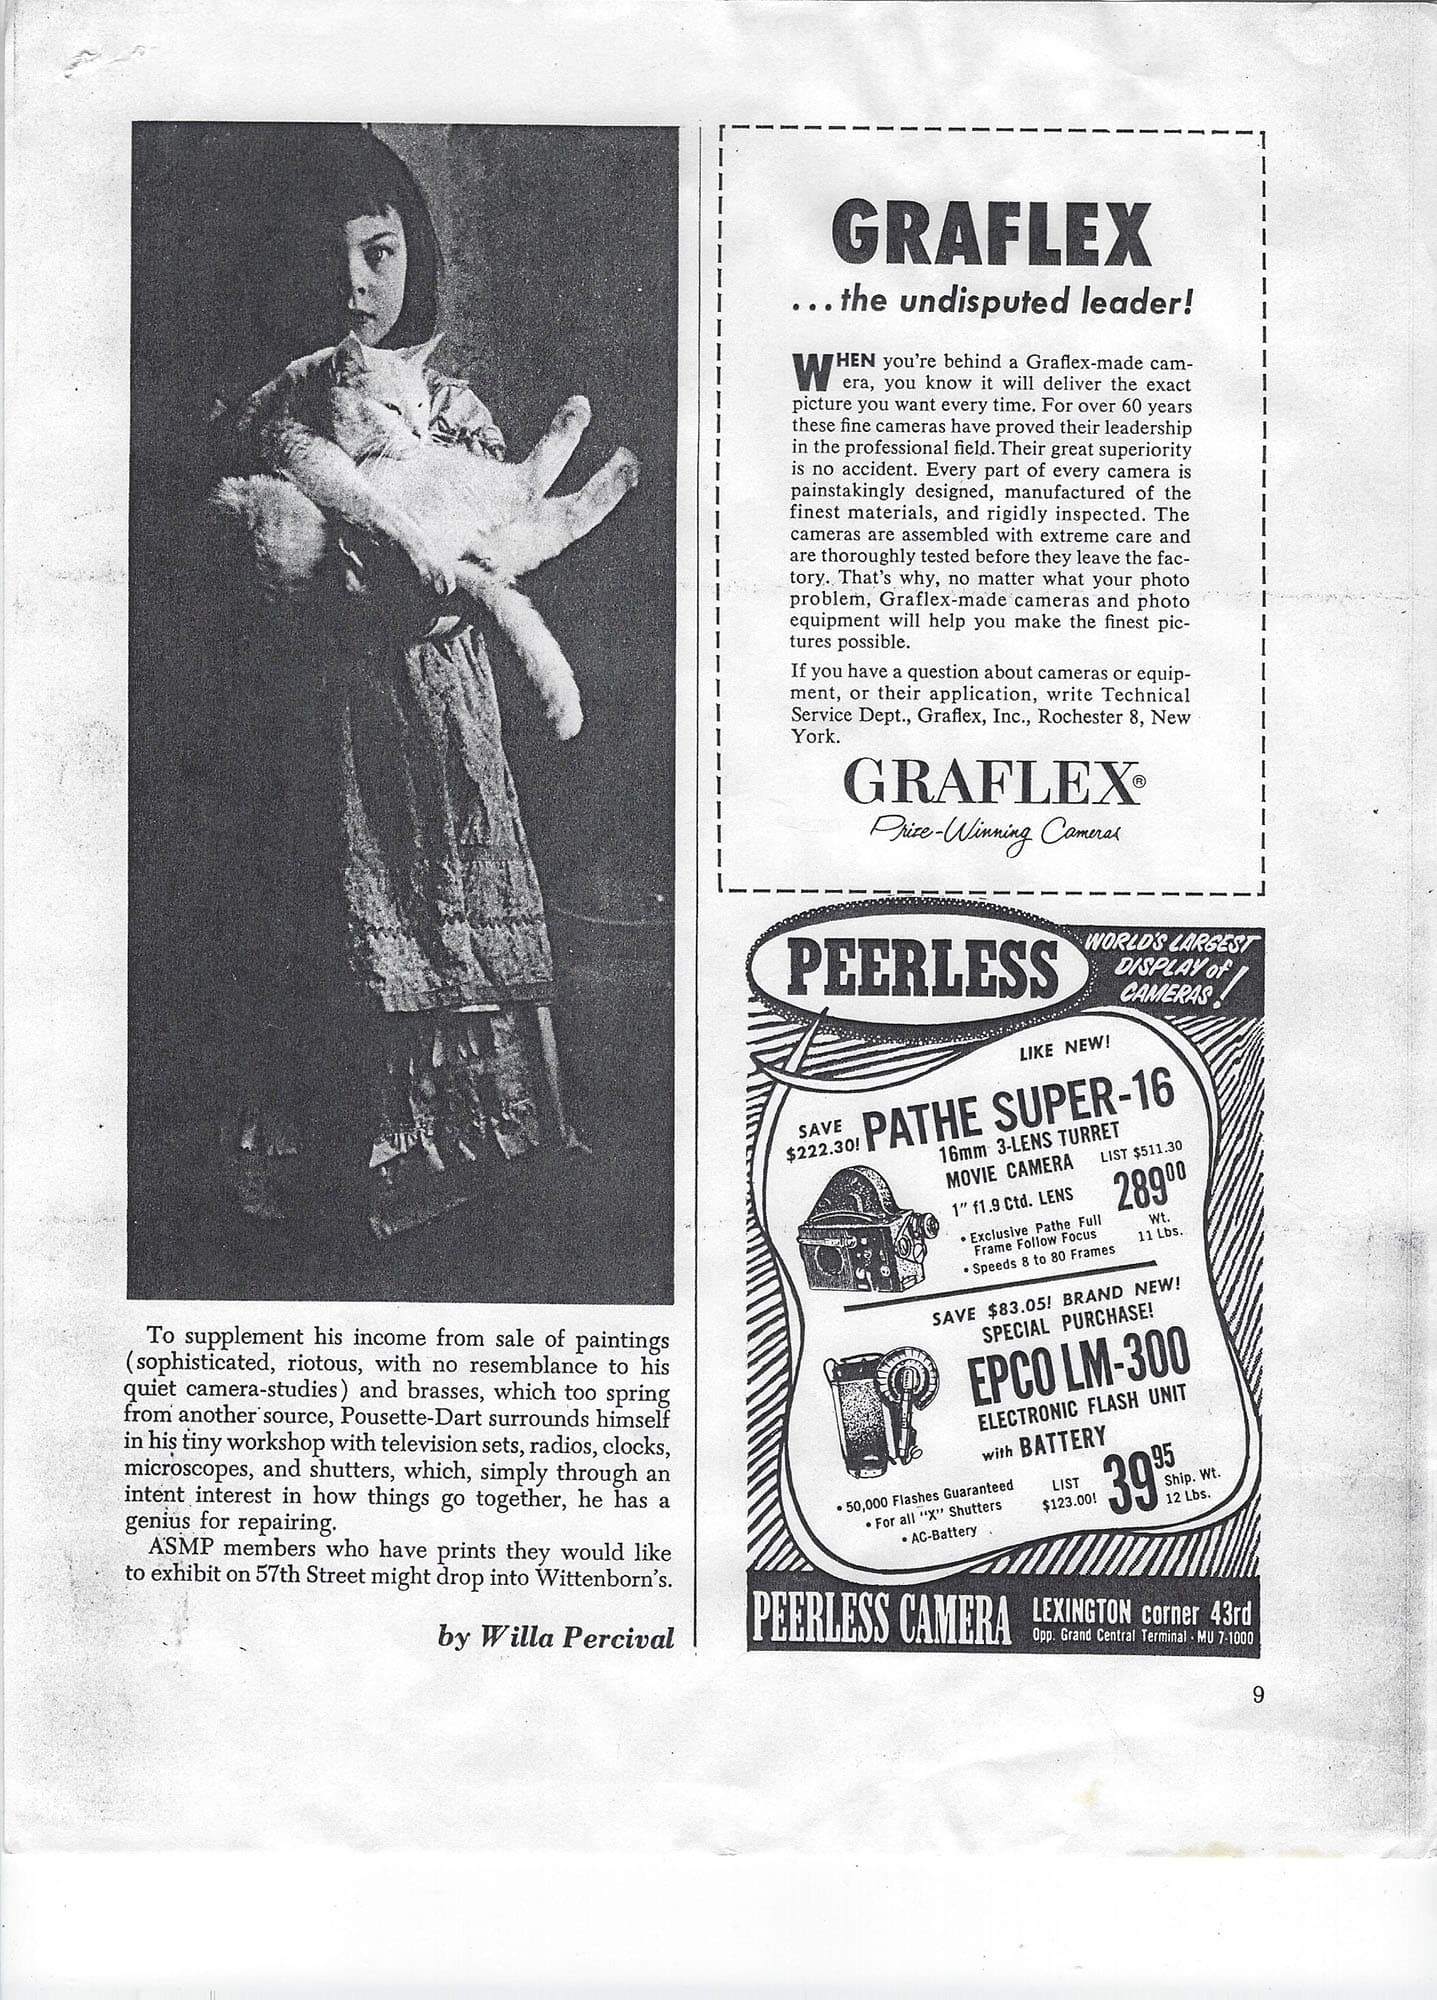 To supplement his income from sale of paintings
(sophisticated, riotous, with no resemblance to his
quiet camera-studies) and brasses, which too spring
from another source, Pousette-Dart surrounds himself
in his tiny workshop with television sets, radios, clocks,
microscopes, and shutters, which, simply through an
intent interest in how things go together, he has a
genius for repairing.
ASMP members who have prints they would like
to exhibit on 57th Street might drop into Wittenborn's.
by Willa Percival
GRAFLEX
...the undisputed leader!
WHEN you're behind a Graflex-made cam-
era, you know it will deliver the exact
picture you want every time. For over 60 years
these fine cameras have proved their leadership
in the professional field. Their great superiority
is no accident. Every part of every camera is
painstakingly designed, manufactured of the
finest materials, and rigidly inspected. The
cameras are assembled with extreme care and
are thoroughly tested before they leave the fac-
tory. That's why, no matter what your photo
problem, Graflex-made cameras and photo
equipment will help you make the finest pic-
tures possible.
If you have a question about cameras or equip-
ment, or their application, write Technical
Service Dept., Graflex, Inc., Rochester 8, New
York.
GRAFLEX®
Prize-Winning Cameras
PEERLESS
WORLD'S LARGEST
DISPLAY of
CAMERAS!
LIKE NEW!
SAVE
$222.30!
PATHE SUPER-16
16mm 3-LENS TURRET
MOVIE CAMERA
LIST $511.30
1" f1.9 Ctd. LENS
289.00
• Exclusive Pathe Full
Frame Follow Focus
• Speeds 8 to 80 Frames
Wt.
11 Lbs.
SAVE $83.05! BRAND NEW!
SPECIAL PURCHASE!
EPCO LM-300
ELECTRONIC FLASH UNIT
with BATTERY
• 50,000 Flashes Guaranteed
• For all "X" Shutters
• AC-Battery
LIST
$123.00!
39 95
Ship. Wt.
12 Lbs.
PEERLESS CAMERA
LEXINGTON corner 43rd
Opp. Grand Central Terminal • MU 7-1000
9